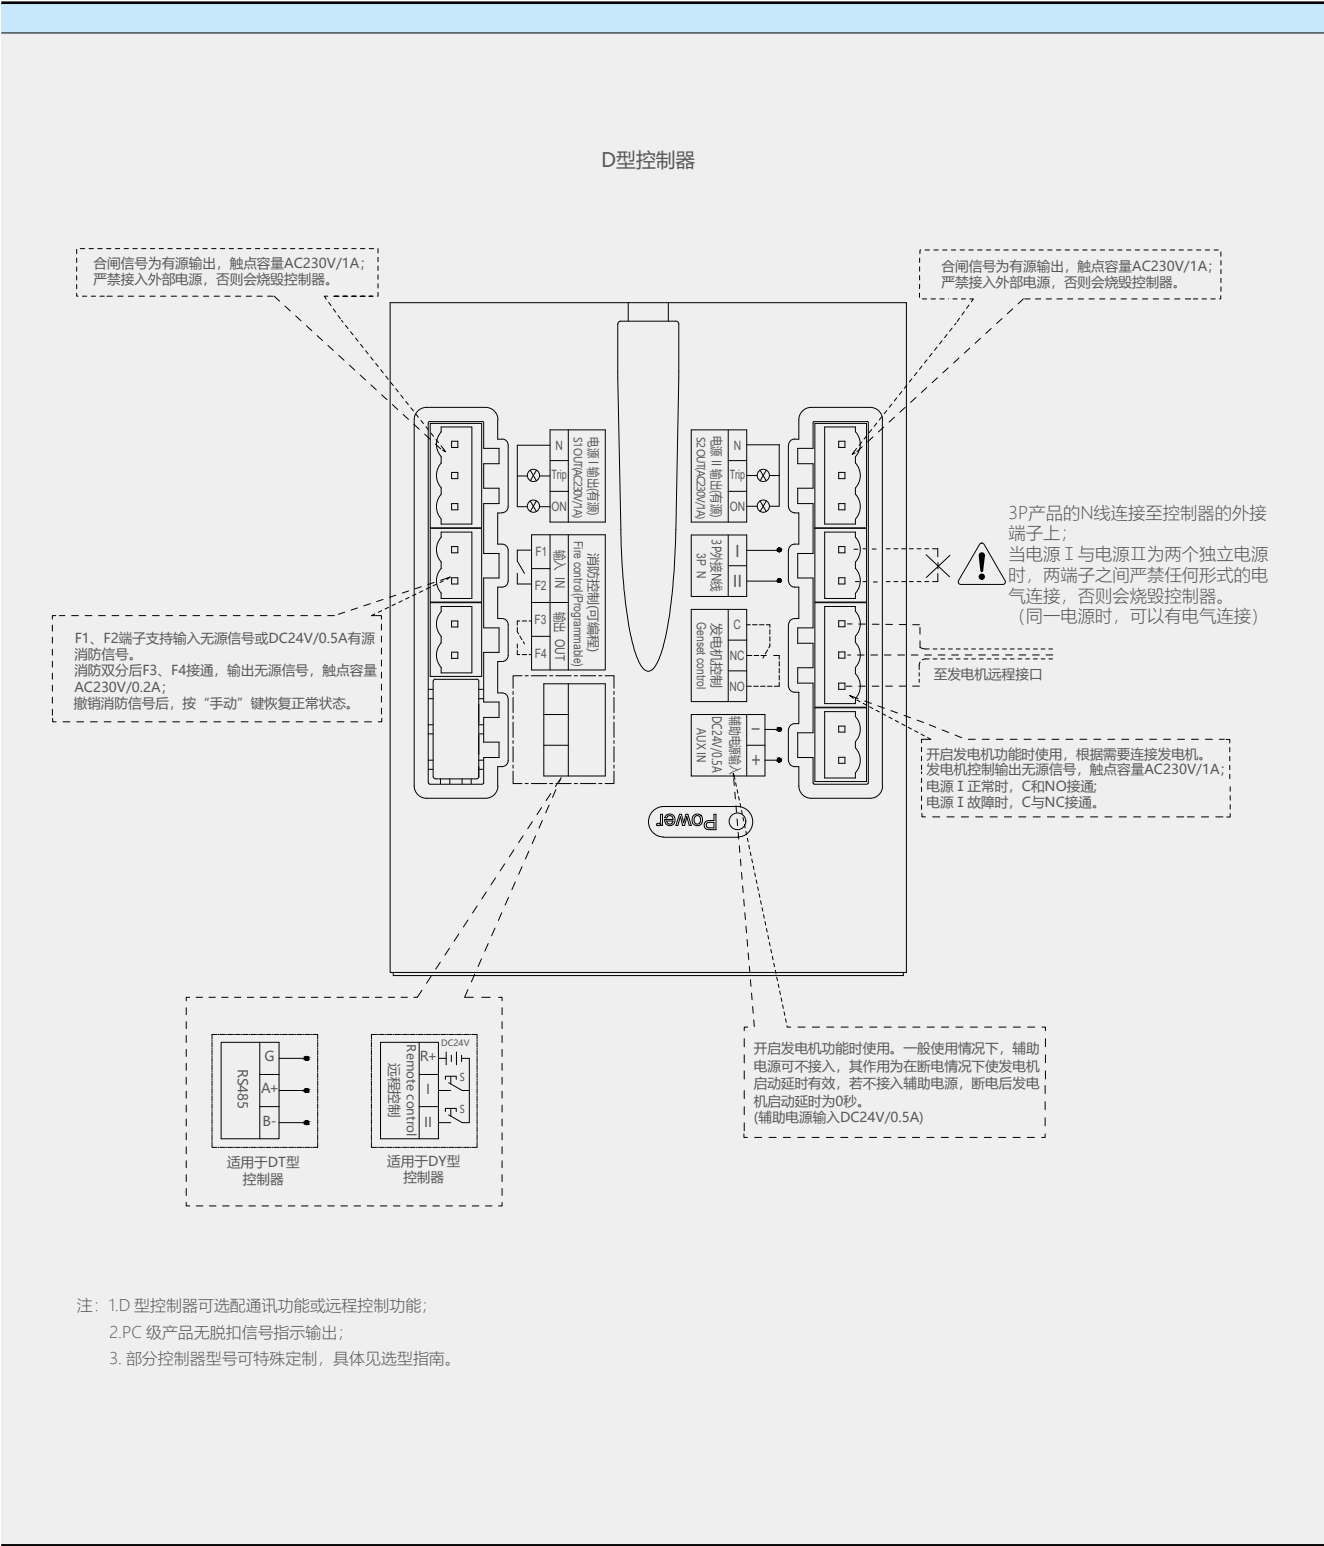 D型控制器
合闸信号为有源输出，触点容量AC230V/1A；
严禁接入外部电源，否则会烧毁控制器。
合闸信号为有源输出，触点容量AC230V/1A；
严禁接入外部电源，否则会烧毁控制器。
N
Trip
ON
电源 I 输出(有源)
S1 OUT(AC230V/1A)
电源 II 输出(有源)
S2 OUT(AC230V/1A)
N
Trip
ON
F1
F2
F3
F4
输入 IN
输出 OUT
消防控制(可编程)
Fire control(Programmable)
3P外接N线
3P N
I
II
发电机控制
Genset control
C
NC
NO
辅助电源输入
DC24V/0.5A
AUX IN
−
+
Power
3P产品的N线连接至控制器的外接
端子上；
当电源Ⅰ与电源Ⅱ为两个独立电源
时，两端子之间严禁任何形式的电
气连接，否则会烧毁控制器。
（同一电源时，可以有电气连接）
至发电机远程接口
F1、F2端子支持输入无源信号或DC24V/0.5A有源
消防信号。
消防双分后F3、F4接通，输出无源信号，触点容量
AC230V/0.2A；
撤销消防信号后，按“手动”键恢复正常状态。
开启发电机功能时使用，根据需要连接发电机。
发电机控制输出无源信号，触点容量AC230V/1A；
电源Ⅰ正常时，C和NO接通;
电源Ⅰ故障时，C与NC接通。
开启发电机功能时使用。一般使用情况下，辅助
电源可不接入，其作用为在断电情况下使发电机
启动延时有效，若不接入辅助电源，断电后发电
机启动延时为0秒。
(辅助电源输入DC24V/0.5A)
RS485
G
A+
B-
适用于DT型
控制器
Remote control
远程控制
R+
I
II
DC24V
S
S
适用于DY型
控制器
注：1.D 型控制器可选配通讯功能或远程控制功能；
2.PC 级产品无脱扣信号指示输出；
3. 部分控制器型号可特殊定制，具体见选型指南。